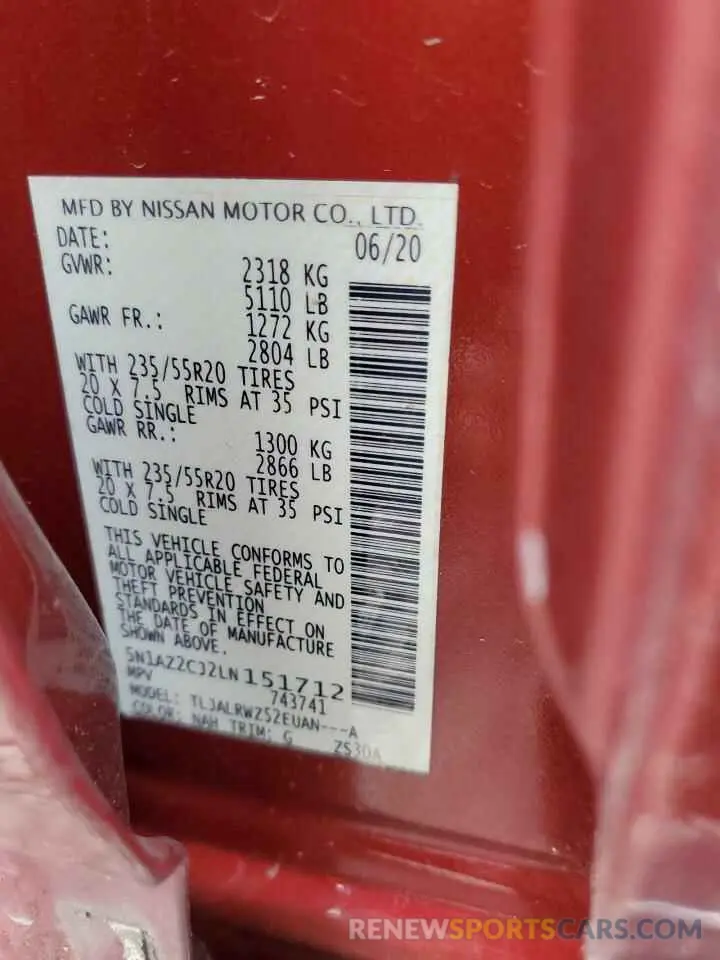 MFD BY NISSAN MOTOR CO., LTD.
DATE: 06/20
GVWR: 2318 KG
5110 LB
GAWR FR.: 1272 KG
2804 LB
WITH 235/55R20 TIRES
20 X 7.5 RIMS AT 35 PSI
COLD SINGLE
GAWR RR.: 1300 KG
2866 LB
WITH 235/55R20 TIRES
20 X 7.5 RIMS AT 35 PSI
COLD SINGLE
THIS VEHICLE CONFORMS TO
ALL APPLICABLE FEDERAL
MOTOR VEHICLE SAFETY AND
THEFT PREVENTION
STANDARDS IN EFFECT ON
THE DATE OF MANUFACTURE
SHOWN ABOVE.
5N1AZ2CJ2LN151712
MPV 743741
MODEL: TLJALRWZS2EUAN---A
COLOR: NAH TRIM: G ZS30A
RENEWSPORTSCARS.COM